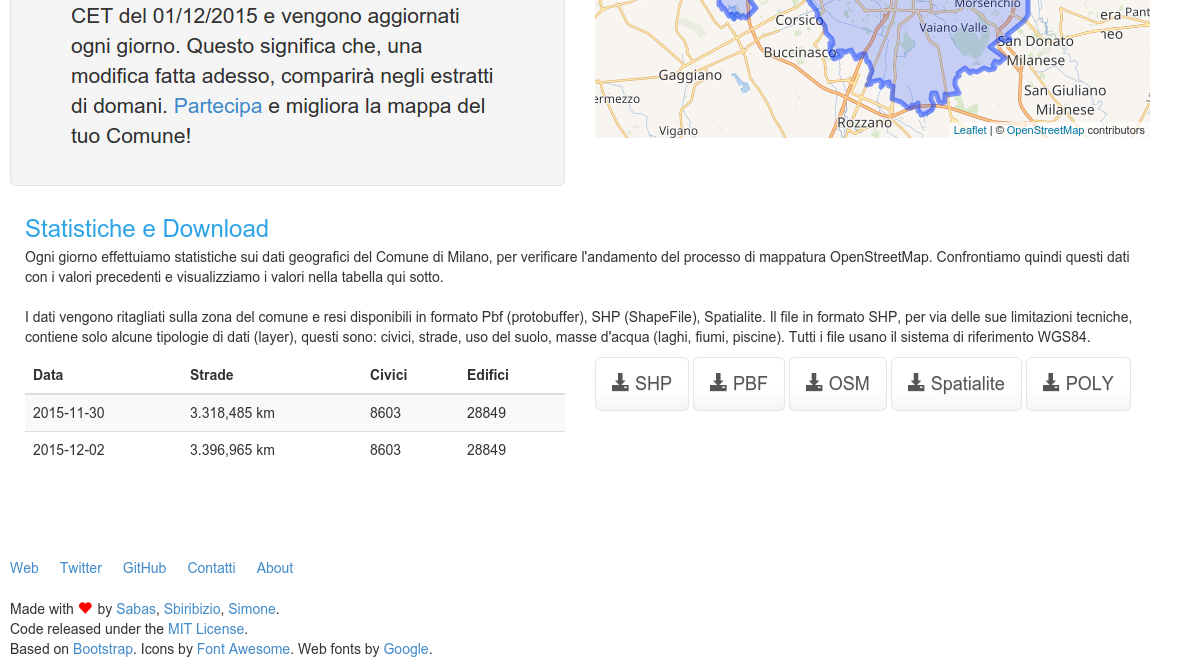 CET del 01/12/2015 e vengono aggiornati
ogni giorno. Questo significa che, una
modifica fatta adesso, comparirà negli estratti
di domani. Partecipa e migliora la mappa del
tuo Comune!
Morsenchio
Corsico
era Pant
Vaiano Valle
neo
San Donato
Milanese
Buccinasco
Gaggiano
San Giuliano
Milanese
ermezzo
Rozzano
Vigano
Leaflet | © OpenStreetMap contributors
Statistiche e Download
Ogni giorno effettuiamo statistiche sui dati geografici del Comune di Milano, per verificare l'andamento del processo di mappatura OpenStreetMap. Confrontiamo quindi questi dati
con i valori precedenti e visualizziamo i valori nella tabella qui sotto.
I dati vengono ritagliati sulla zona del comune e resi disponibili in formato Pbf (protobuffer), SHP (ShapeFile), Spatialite. Il file in formato SHP, per via delle sue limitazioni tecniche,
contiene solo alcune tipologie di dati (layer), questi sono: civici, strade, uso del suolo, masse d'acqua (laghi, fiumi, piscine). Tutti i file usano il sistema di riferimento WGS84.
Data Strade Civici Edifici
2015-11-30 3.318,485 km 8603 28849
2015-12-02 3.396,965 km 8603 28849
SHP PBF OSM Spatialite POLY
Web Twitter GitHub Contatti About
Made with ♥ by Sabas, Sbiribizio, Simone.
Code released under the MIT License.
Based on Bootstrap. Icons by Font Awesome. Web fonts by Google.